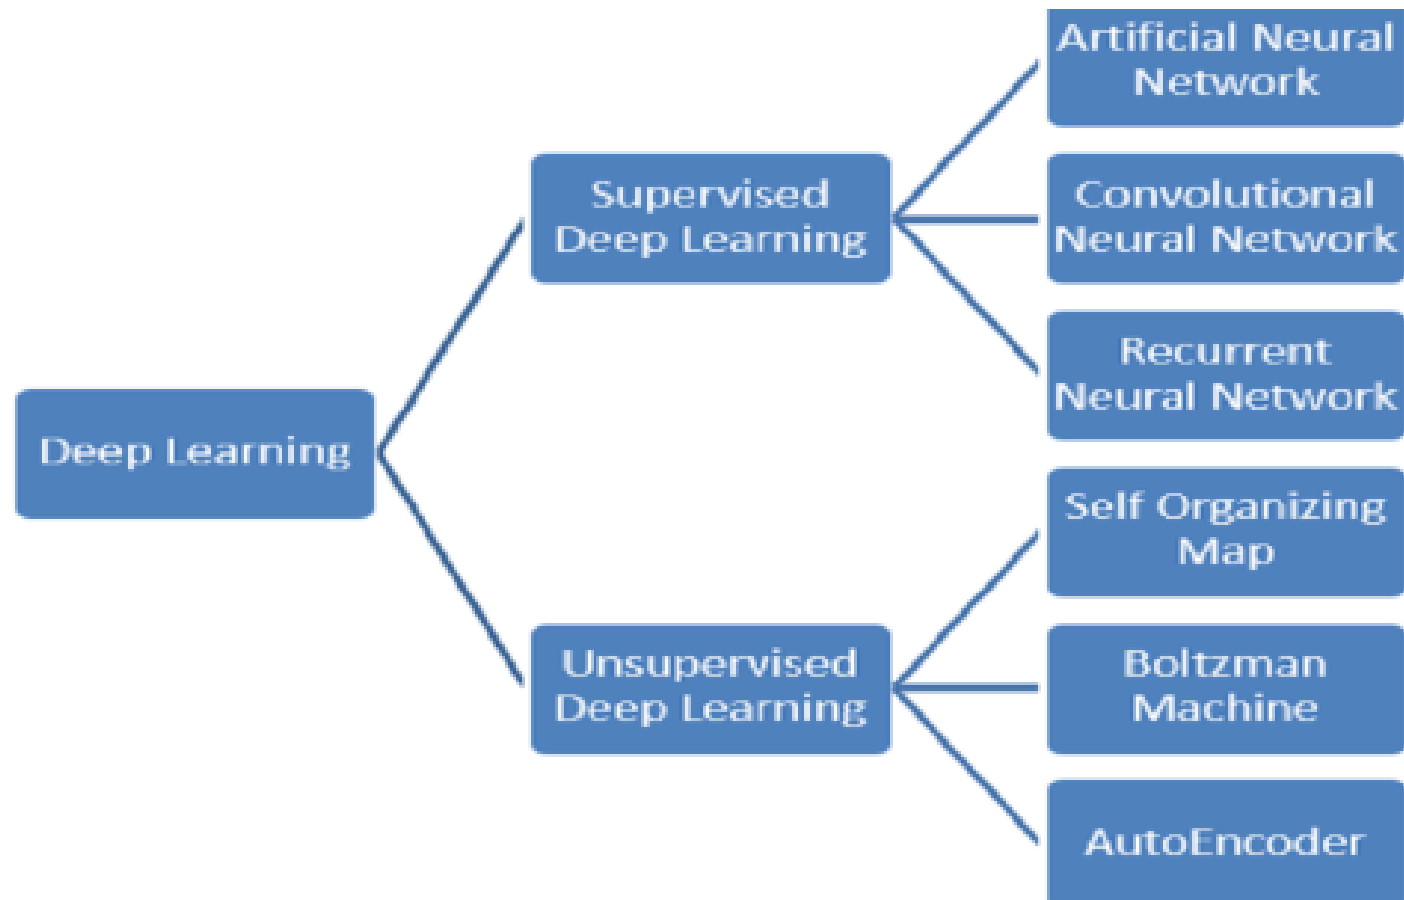 Deep Learning
Supervised
Deep Learning
Artificial Neural
Network
Convolutional
Neural Network
Recurrent
Neural Network
Unsupervised
Deep Learning
Self Organizing
Map
Boltzman
Machine
AutoEncoder